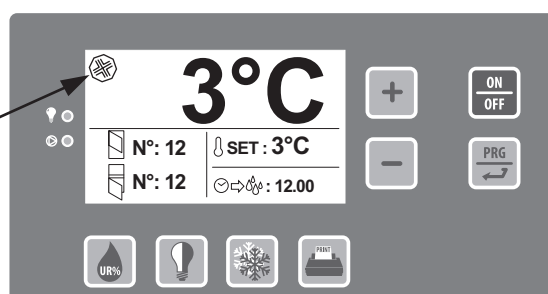 3°C
N°: 12
SET : 3°C
N°: 12
: 12.00
ON
OFF
PRG
UR%
PRINT